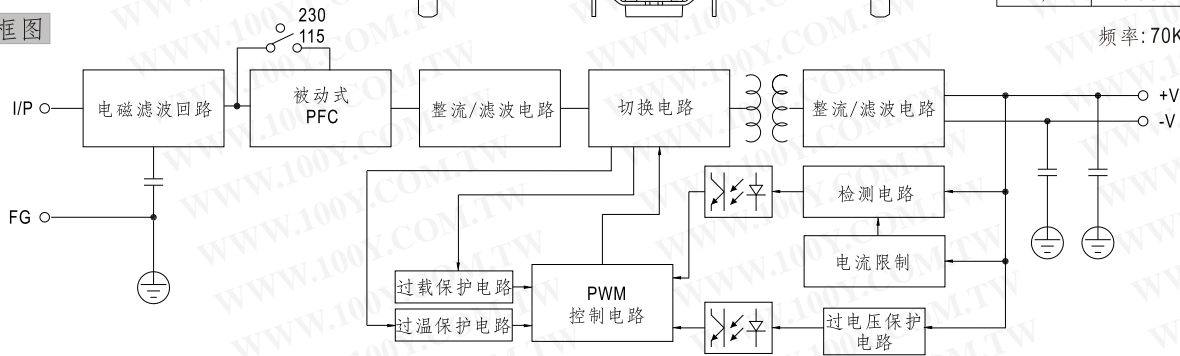 230
框图
115
频率: 70K
I/P
电磁滤波回路
被动式
PFC
整流/滤波电路
切换电路
整流/滤波电路
+V
-V
检测电路
FG
电流限制
过载保护电路
PWM
控制电路
过温保护电路
过电压保护
电路
WWW.100Y.COM.TW